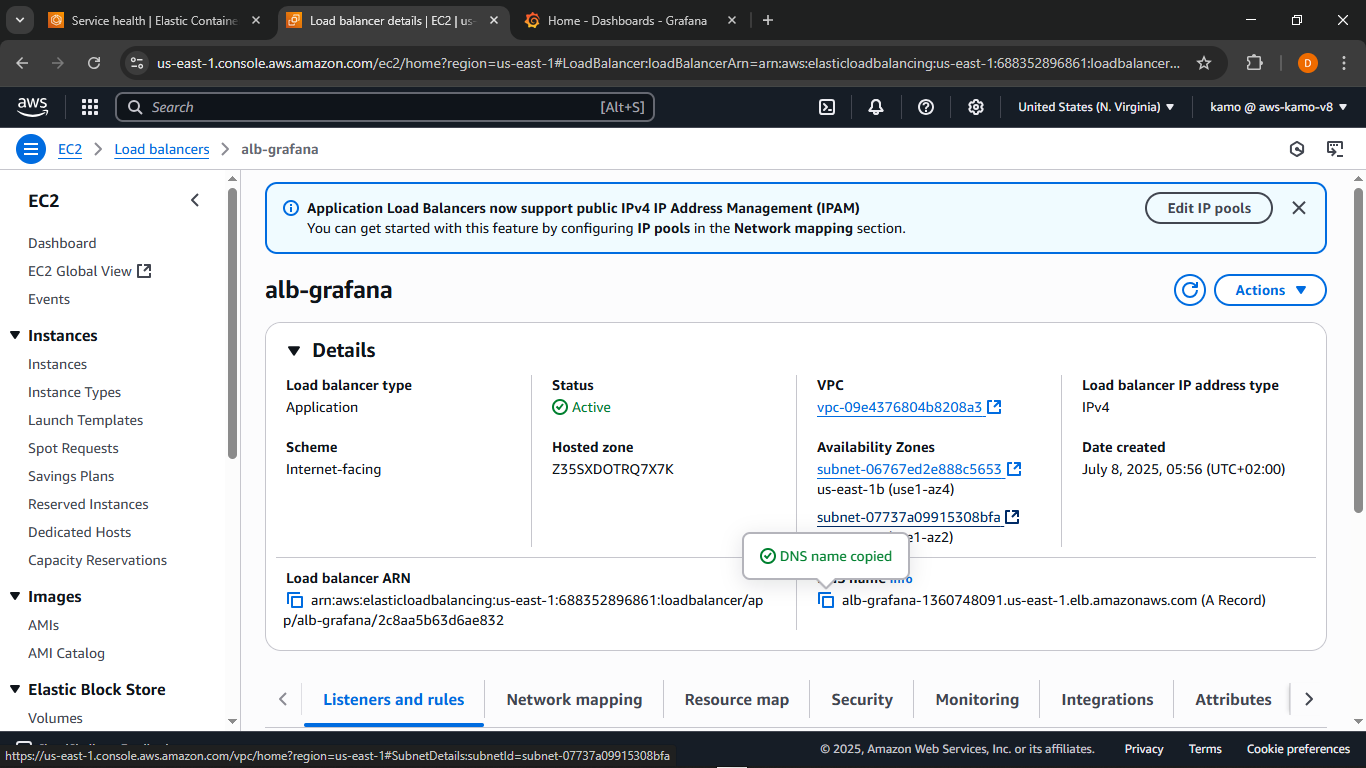 Service health | Elastic Containe
Load balancer details | EC2 | us-
Home - Dashboards - Grafana
us-east-1.console.aws.amazon.com/ec2/home?region=us-east-1#LoadBalancer:loadBalancerArn=arn:aws:elasticloadbalancing:us-east-1:688352896861:loadbalancer...
D
aws
Search
[Alt+S]
United States (N. Virginia)
kamo @ aws-kamo-v8
EC2
Load balancers
alb-grafana
EC2
Dashboard
EC2 Global View
Events
Instances
Instances
Instance Types
Launch Templates
Spot Requests
Savings Plans
Reserved Instances
Dedicated Hosts
Capacity Reservations
Images
AMIs
AMI Catalog
Elastic Block Store
Volumes
Application Load Balancers now support public IPv4 IP Address Management (IPAM)
You can get started with this feature by configuring IP pools in the Network mapping section.
Edit IP pools
alb-grafana
Actions
Details
Load balancer type
Application
Status
Active
VPC
vpc-09e4376804b8208a3
Load balancer IP address type
IPv4
Scheme
Internet-facing
Hosted zone
Z35SXDOTRQ7X7K
Availability Zones
subnet-06767ed2e888c5653
us-east-1b (use1-az4)
subnet-07737a09915308bfa
e1-az2)
Date created
July 8, 2025, 05:56 (UTC+02:00)
DNS name copied
Load balancer ARN
arn:aws:elasticloadbalancing:us-east-1:688352896861:loadbalancer/ap
p/alb-grafana/2c8aa5b63d6ae832
name Info
alb-grafana-1360748091.us-east-1.elb.amazonaws.com (A Record)
Listeners and rules
Network mapping
Resource map
Security
Monitoring
Integrations
Attributes
https://us-east-1.console.aws.amazon.com/vpc/home?region=us-east-1#SubnetDetails:subnetId=subnet-07737a09915308bfa
© 2025, Amazon Web Services, Inc. or its affiliates.
Privacy
Terms
Cookie preferences